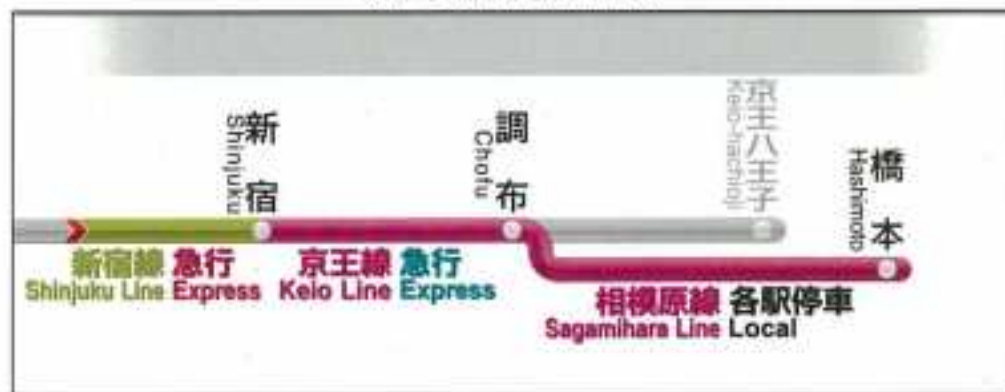 新宿
Shinjuku
調布
Chofu
京王八王子
Keio-hachioji
橋本
Hashimoto
新宿線 急行
Shinjuku Line Express
京王線 急行
Keio Line Express
相模原線 各駅停車
Sagamihara Line Local